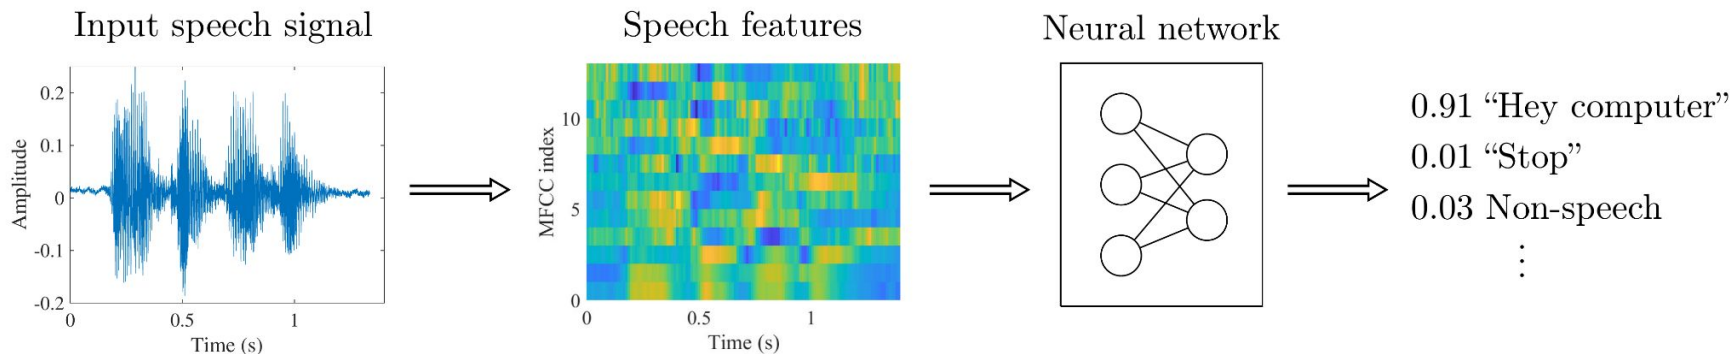 Input speech signal
0.2
0.1
0
-0.1
-0.2
Amplitude
0 0.5 1
Time (s)
Speech features
10
5
0
MFCC index
0 0.5 1
Time (s)
Neural network
0.91 “Hey computer”
0.01 “Stop”
0.03 Non-speech
⋮